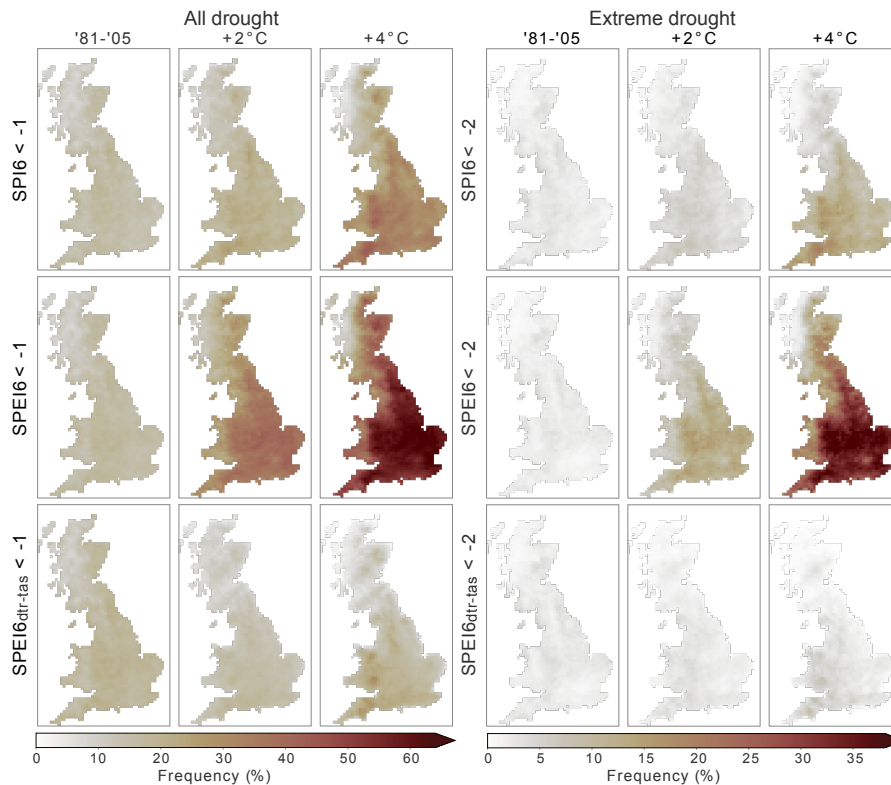 All drought
Extreme drought
'81-'05
+2°C
+4°C
'81-'05
+2°C
+4°C
SPI6 < -1
SPI6 < -2
SPEI6 < -1
SPEI6 < -2
SPEI6dtr-tas < -1
SPEI6dtr-tas < -2
0 10 20 30 40 50 60
0 5 10 15 20 25 30 35
Frequency (%)
Frequency (%)